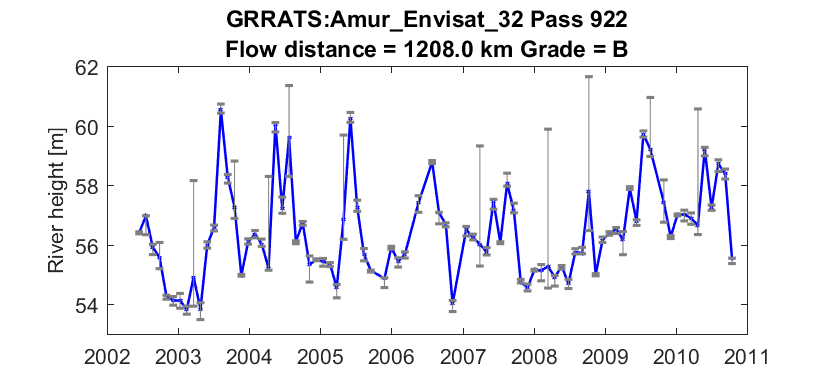 GRRATS:Amur_Envisat_32 Pass 922
Flow distance = 1208.0 km Grade = B
River height [m]
62
60
58
56
54
2002 2003 2004 2005 2006 2007 2008 2009 2010 2011